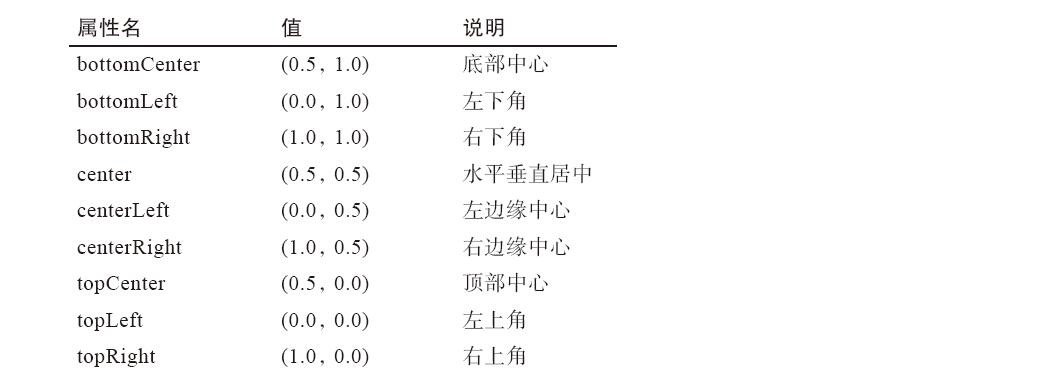 属性名 值 说明
bottomCenter (0.5, 1.0) 底部中心
bottomLeft (0.0, 1.0) 左下角
bottomRight (1.0, 1.0) 右下角
center (0.5, 0.5) 水平垂直居中
centerLeft (0.0, 0.5) 左边缘中心
centerRight (1.0, 0.5) 右边缘中心
topCenter (0.5, 0.0) 顶部中心
topLeft (0.0, 0.0) 左上角
topRight (1.0, 0.0) 右上角